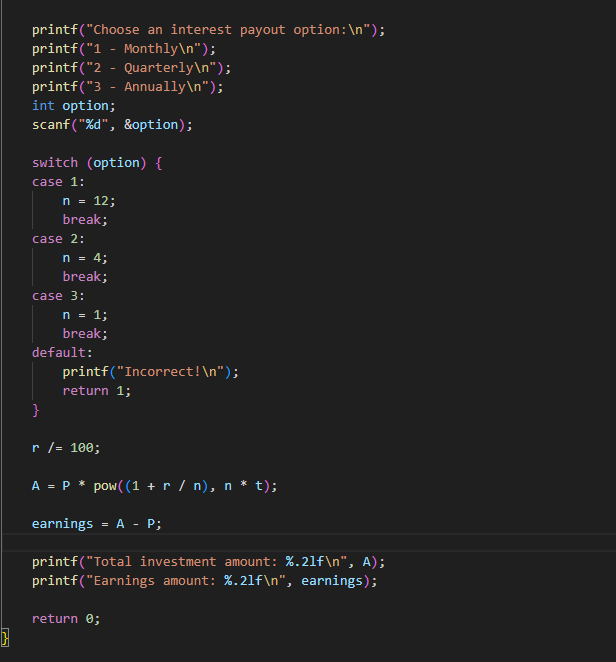 printf("Choose an interest payout option:\n");
printf("1 - Monthly\n");
printf("2 - Quarterly\n");
printf("3 - Annually\n");
int option;
scanf("%d", &option);
switch (option) {
case 1:
n = 12;
break;
case 2:
n = 4;
break;
case 3:
n = 1;
break;
default:
printf("Incorrect!\n");
return 1;
}
r /= 100;
A = P * pow((1 + r / n), n * t);
earnings = A - P;
printf("Total investment amount: %.2lf\n", A);
printf("Earnings amount: %.2lf\n", earnings);
return 0;
}